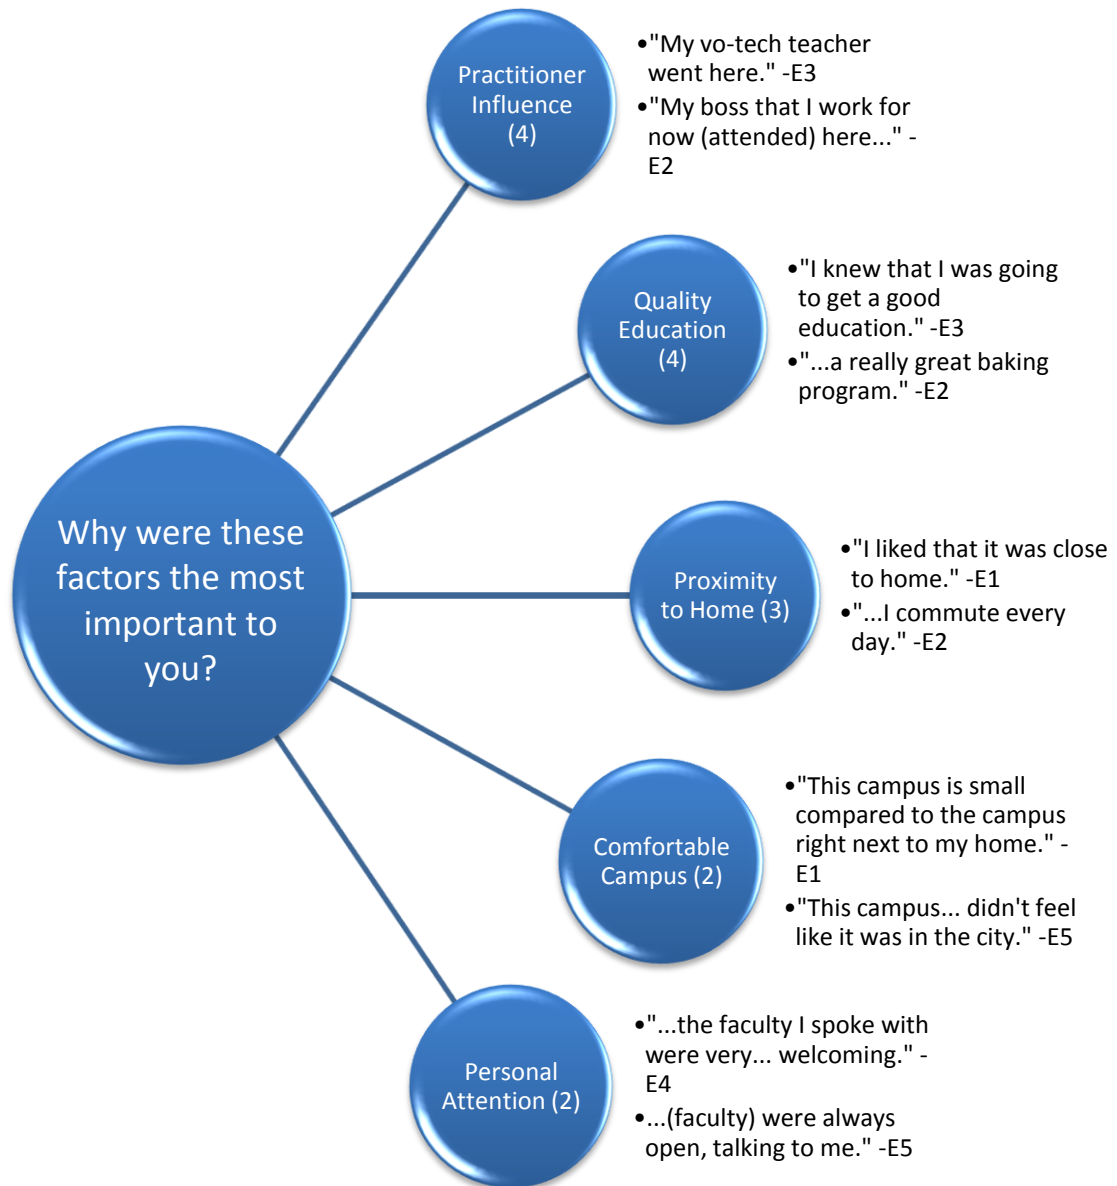 Practitioner
Influence
(4)
•"My vo-tech teacher
went here." -E3
•"My boss that I work for
now (attended) here..." -
E2
Quality
Education
(4)
•"I knew that I was going
to get a good
education." -E3
•"...a really great baking
program." -E2
Why were these
factors the most
important to
you?
Proximity
to Home (3)
•"I liked that it was close
to home." -E1
•"...I commute every
day." -E2
Comfortable
Campus (2)
•"This campus is small
compared to the campus
right next to my home." -
E1
•"This campus... didn't feel
like it was in the city." -E5
Personal
Attention (2)
•"...the faculty I spoke with
were very... welcoming." -
E4
•...(faculty) were always
open, talking to me." -E5